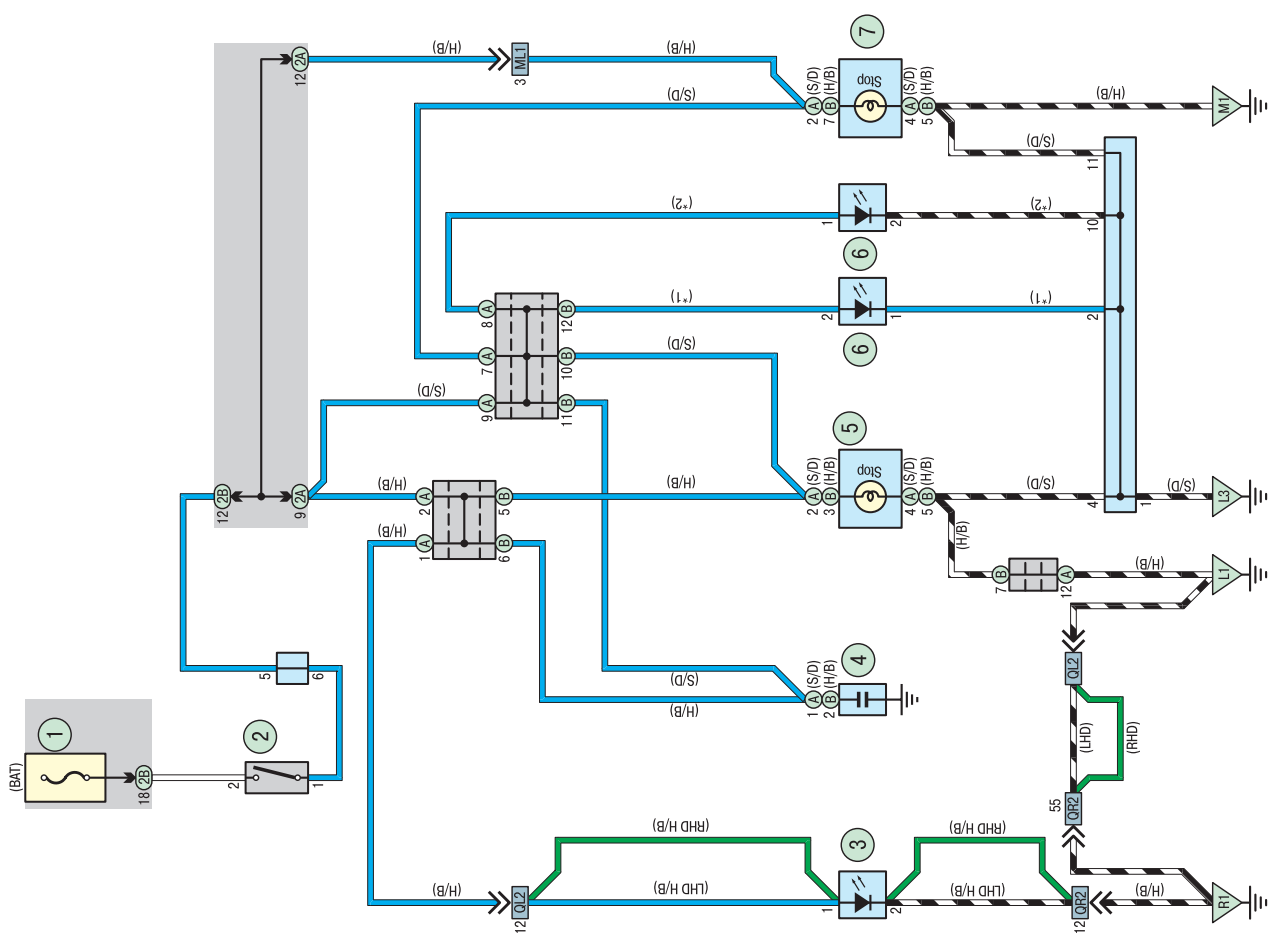 (BAT)
1
18 2B
2
2
1
5
6
12 2B
9 2A
12 2A
(H/B)
3 ML1
(H/B)
(S/D)
(S/D)
(H/B)
(H/B)
2 A
1 A
5 B
6 B
8 A
7 A
9 A
12 B
10 B
11 B
(*2)
(*1)
(S/D)
(H/B)
(S/D)
(H/B)
7
2 A (S/D)
7 B (H/B)
Stop
4 A (S/D)
5 B (H/B)
(H/B)
(S/D)
1
2
6
(*2)
2
1
6
(*1)
5
2 A (S/D)
3 B (H/B)
Stop
4 A (S/D)
5 B (H/B)
(S/D)
(H/B)
11
10
2
4
1
(S/D)
4
1 A (S/D)
2 B (H/B)
7 B
12 A
(H/B)
QL2
(LHD)
(RHD)
55
QR2
(H/B)
12 QL2
(RHD H/B)
(LHD H/B)
3
1
2
(RHD H/B)
(LHD H/B)
12 QR2
(H/B)
M1
L3
L1
R1